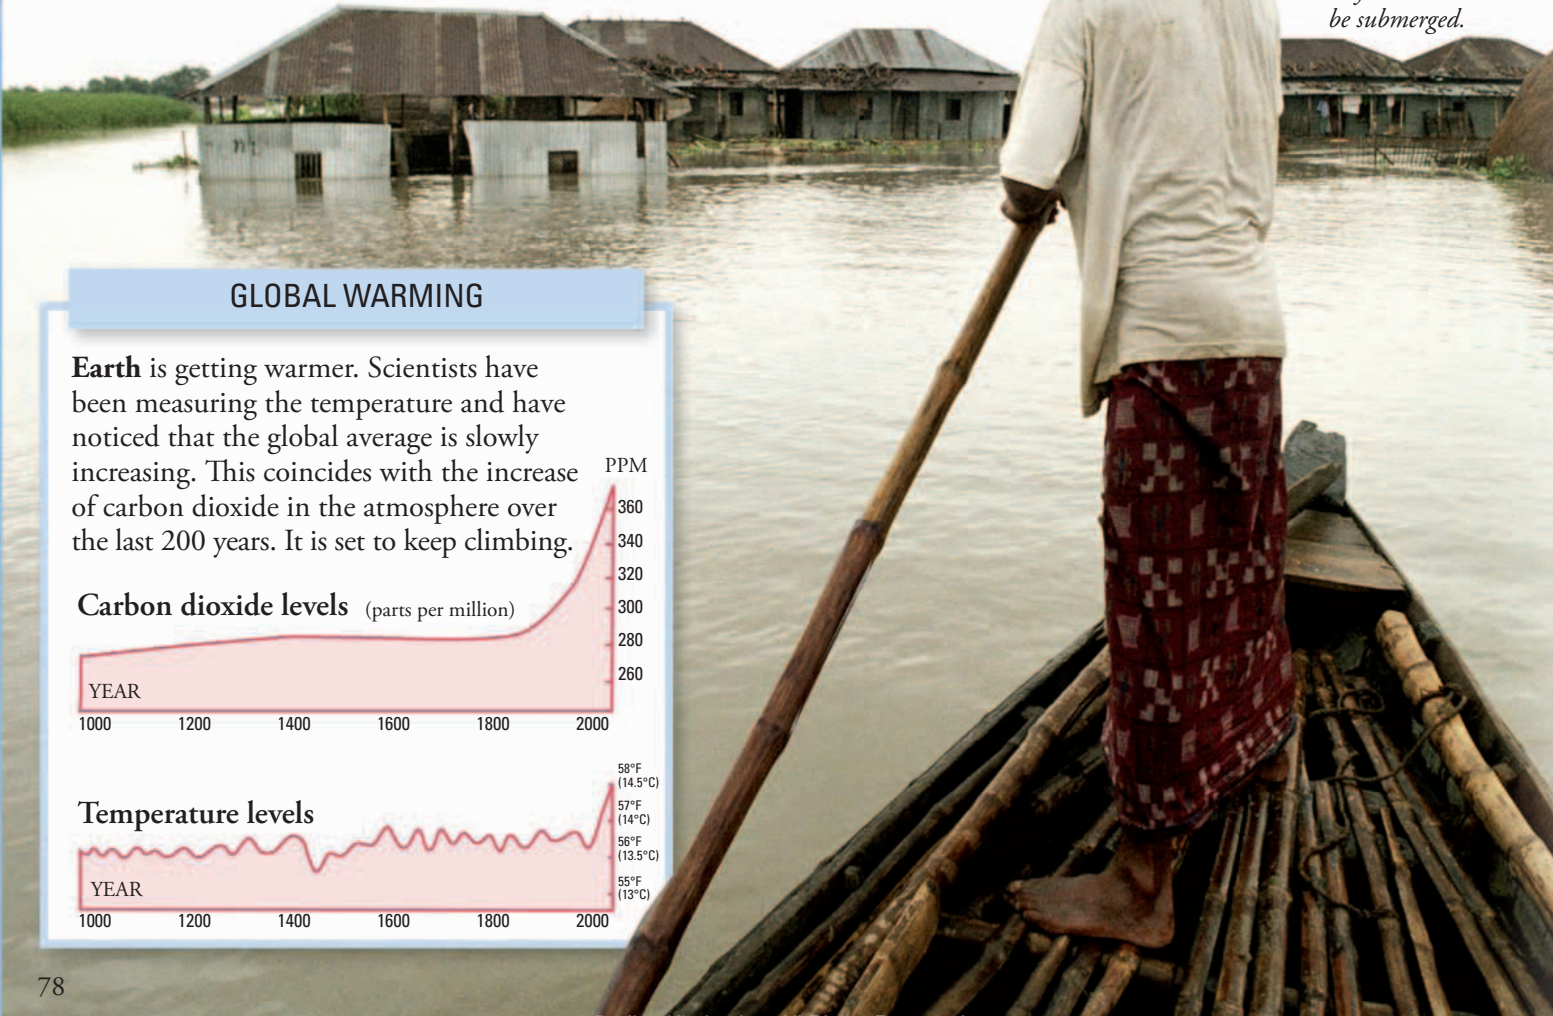 be submerged.
GLOBAL WARMING
Earth is getting warmer. Scientists have
been measuring the temperature and have
noticed that the global average is slowly
increasing. This coincides with the increase
of carbon dioxide in the atmosphere over
the last 200 years. It is set to keep climbing.
PPM
360
340
320
300
280
260
Carbon dioxide levels (parts per million)
YEAR
1000 1200 1400 1600 1800 2000
Temperature levels
58°F
(14.5°C)
57°F
(14°C)
56°F
(13.5°C)
55°F
(13°C)
YEAR
1000 1200 1400 1600 1800 2000
78